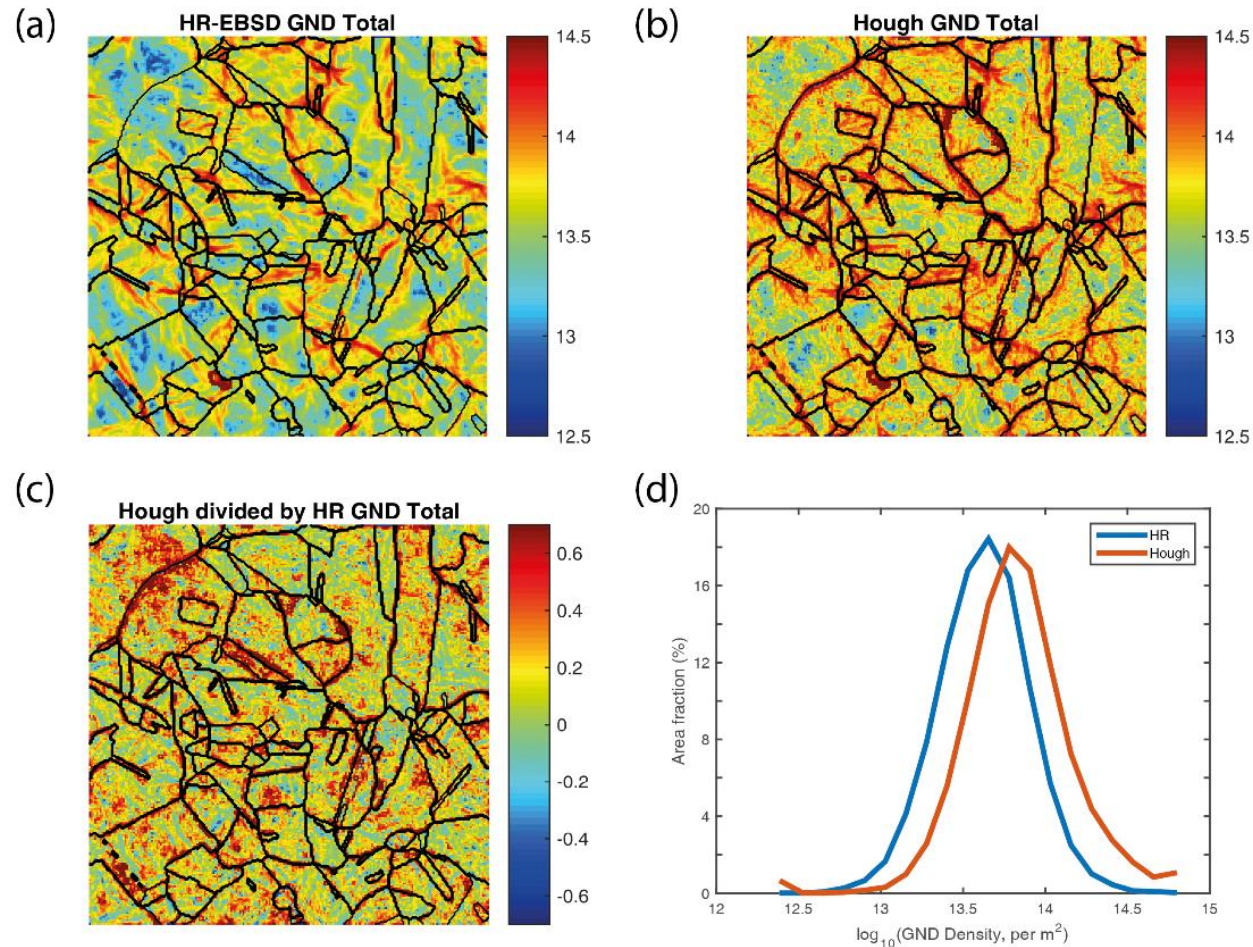 (a)
HR-EBSD GND Total
14.5
14
13.5
13
12.5
(b)
Hough GND Total
14.5
14
13.5
13
12.5
(c)
Hough divided by HR GND Total
0.6
0.4
0.2
0
-0.2
-0.4
-0.6
(d)
20
16
12
8
4
0
Area fraction (%)
HR
Hough
12 12.5 13 13.5 14 14.5 15
log10(GND Density, per m2)